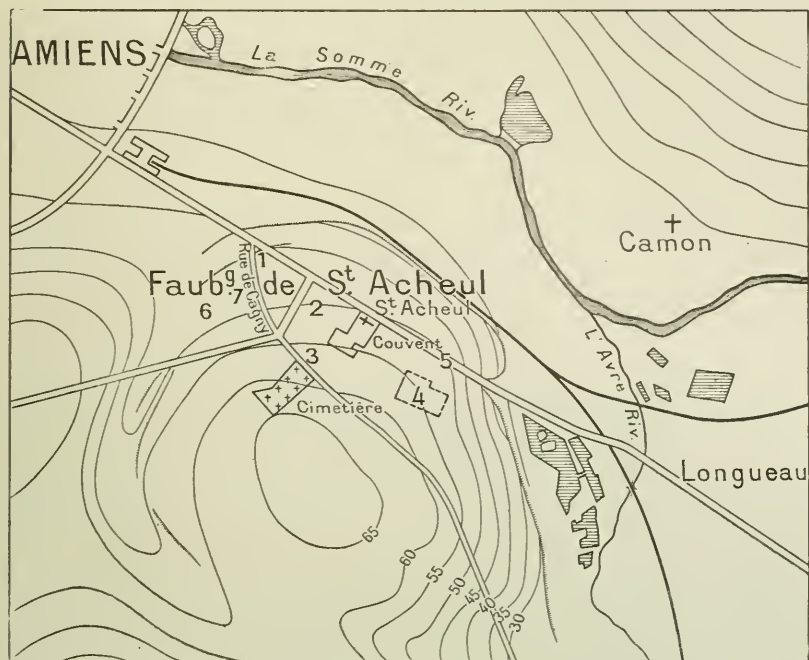 AMIENS
La Somme Riv.
Camon
1
Rue de Cagny
Faubg. de St. Acheul
6
7
2
St. Acheul
Couvent
3
5
4
Cimetière
L'Avre Riv.
Longueau
65
60
55
50
45
40
35
30